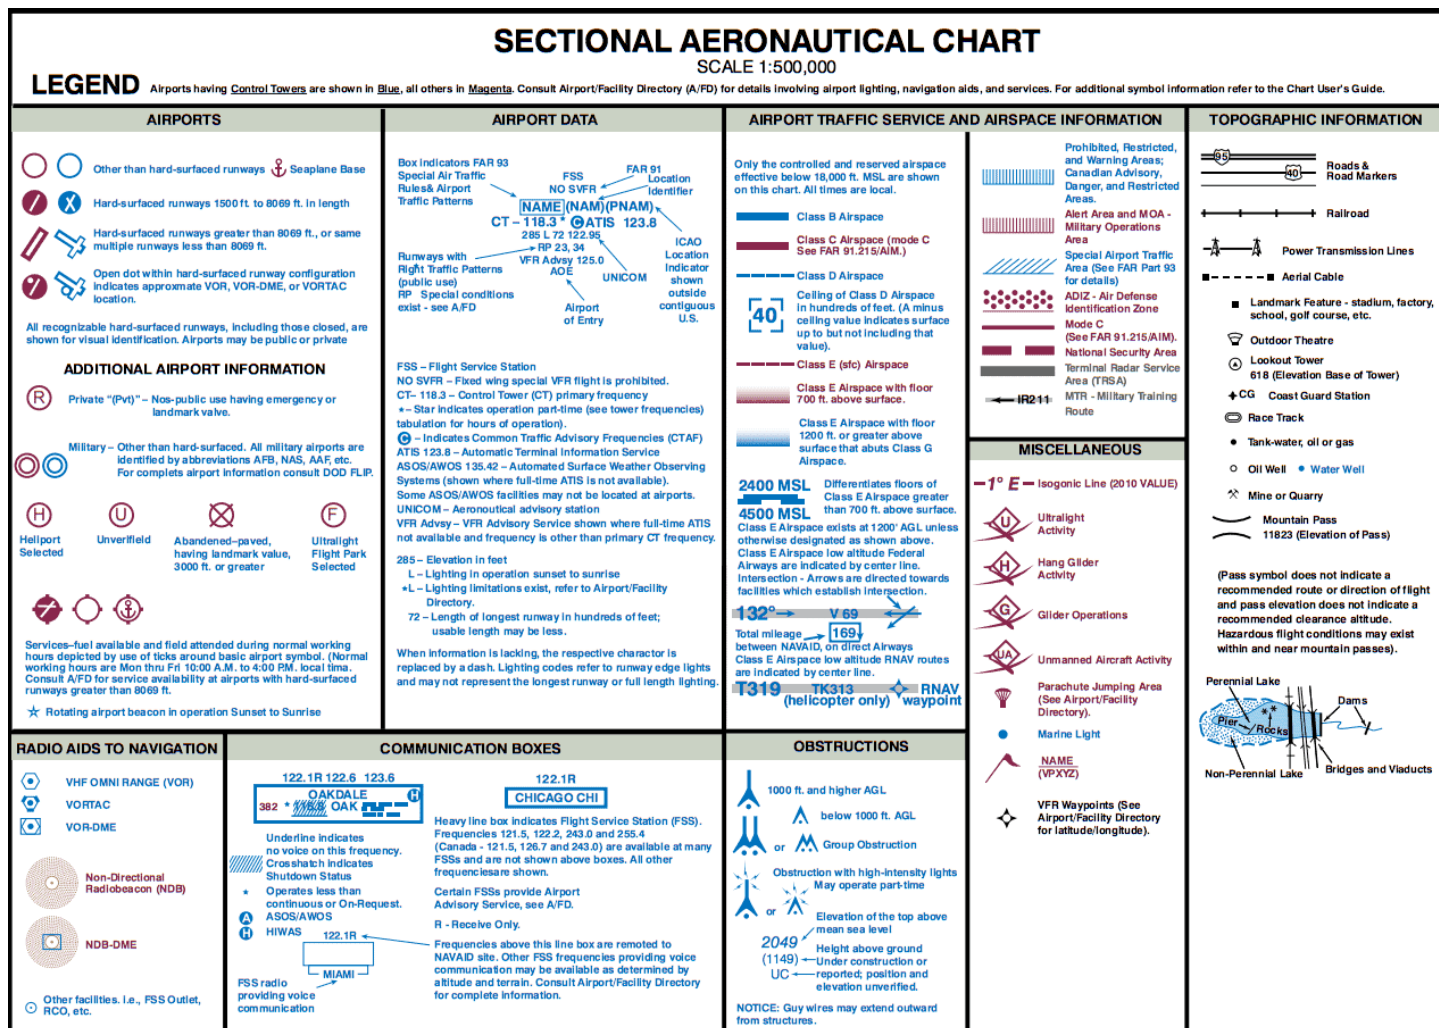 SECTIONAL AERONAUTICAL CHART
SCALE 1:500,000
LEGEND Airports having Control Towers are shown in Blue, all others in Magenta. Consult Airport/Facility Directory (A/FD) for details involving airport lighting, navigation aids, and services. For additional symbol information refer to the Chart User's Guide.
AIRPORTS
Other than hard-surfaced runways
Seaplane Base
Hard-surfaced runways 1500 ft. to 8069 ft. in length
Hard-surfaced runways greater than 8069 ft., or same
multiple runways less than 8069 ft.
Open dot within hard-surfaced runway configuration
indicates approxmate VOR, VOR-DME, or VORTAC
location.
All recognizable hard-surfaced runways, including those closed, are
shown for visual identification. Airports may be public or private
ADDITIONAL AIRPORT INFORMATION
R
Private "(Pvt)" – Nos-public use having emergency or
landmark valve.
Military – Other than hard-surfaced. All military airports are
identified by abbreviations AFB, NAS, AAF, etc.
For complete airport information consult DOD FLIP.
H
U
F
Heliport
Selected
Unverifield
Abandened–paved,
having landmark value,
3000 ft. or greater
Ultralight
Flight Park
Selected
Services–fuel available and field attended during normal working
hours depicted by use of ticks around basic airport symbol. (Normal
working hours are Mon thru Fri 10:00 A.M. to 4:00 P.M. local tima.
Consult A/FD for service availability at airports with hard-surfaced
runways greater than 8069 ft.
Rotating airport beacon in operation Sunset to Sunrise
AIRPORT DATA
Box indicators FAR 93
Special Air Traffic
Rules& Airport
Traffic Patterns
FSS
NO SVFR
FAR 91
Location
Identifier
NAME (NAM)(PNAM)
CT – 118.3 * C ATIS 123.8
285 L 72 122.95
RP 23, 34
VFR Advsy 125.0
AOE
Runways with
Right Traffic Patterns
(public use)
RP Special conditions
exist - see A/FD
UNICOM
Airport
of Entry
ICAO
Location
Indicator
shown
outside
contiguous
U.S.
FSS – Flight Service Station
NO SVFR – Fixed wing special VFR flight is prohibited.
CT– 118.3 – Control Tower (CT) primary frequency
*– Star indicates operation part-time (see tower frequencies)
tabulation for hours of operation).
C – Indicates Common Traffic Advisory Frequencies (CTAF)
ATIS 123.8 – Automatic Terminal Information Service
ASOS/AWOS 135.42 – Automated Surface Weather Observing
Systems (shown where full-time ATIS is not available).
Some ASOS/AWOS facilities may not be located at airports.
UNICOM – Aeronoutical advisory station
VFR Advsy – VFR Advisory Service shown where full-time ATIS
not available and frequency is other than primary CT frequency.
285 – Elevation in feet
L – Lighting in operation sunset to sunrise
*L – Lighting limitations exist, refer to Airport/Facility
Directory.
72 – Length of longest runway in hundreds of feet;
usable length may be less.
When information is lacking, the respective charactor is
replaced by a dash. Lighting codes refer to runway edge lights
and may not represent the longest runway or full length lighting.
AIRPORT TRAFFIC SERVICE AND AIRSPACE INFORMATION
Only the controlled and reserved airspace
effective below 18,000 ft. MSL are shown
on this chart. All times are local.
Class B Airspace
Class C Airspace (mode C
See FAR 91.215/AIM.)
Class D Airspace
40
Ceiling of Class D Airspace
in hundreds of feet. (A minus
ceiling value indicates surface
up to but not including that
value).
Class E (sfc) Airspace
Class E Airspace with floor
700 ft. above surface.
Class E Airspace with floor
1200 ft. or greater above
surface that abuts Class G
Airspace.
2400 MSL
4500 MSL
Differentiates floors of
Class E Airspace greater
than 700 ft. above surface.
Class E Airspace exists at 1200' AGL unless
otherwise designated as shown above.
Class E Airspace low altitude Federal
Airways are indicated by center line.
Intersection - Arrows are directed towards
facilities which establish intersection.
132° V 69
Total mileage
between NAVAID, on direct Airways
169
Class E Airspace low altitude RNAV routes
are indicated by center line.
T319 TK313 RNAV
(helicopter only) waypoint
Prohibited, Restricted,
and Warning Areas;
Canadian Advisory,
Danger, and Restricted
Areas.
Alert Area and MOA -
Military Operations
Area
Special Airport Traffic
Area (See FAR Part 93
for details)
ADIZ - Air Defense
Identification Zone
Mode C
(See FAR 91.215/AIM).
National Security Area
Terminal Radar Service
Area (TRSA)
IR211
MTR - Military Training
Route
MISCELLANEOUS
1° E
Isogonic Line (2010 VALUE)
U
Ultralight
Activity
H
Hang Glider
Activity
G
Glider Operations
UA
Unmanned Aircraft Activity
Parachute Jumping Area
(See Airport/Facility
Directory).
Marine Light
NAME
(VPXYZ)
VFR Waypoints (See
Airport/Facility Directory
for latitude/longitude).
TOPOGRAPHIC INFORMATION
95
40
Roads &
Road Markers
Railroad
Power Transmission Lines
Aerial Cable
Landmark Feature - stadium, factory,
school, golf course, etc.
Outdoor Theatre
Lookout Tower
618 (Elevation Base of Tower)
CG Coast Guard Station
Race Track
Tank-water, oil or gas
Oil Well
Water Well
Mine or Quarry
Mountain Pass
11823 (Elevation of Pass)
(Pass symbol does not indicate a
recommended route or direction of flight
and pass elevation does not indicate a
recommended clearance altitude.
Hazardous flight conditions may exist
within and near mountain passes).
Perennial Lake
Dams
Pier
Rocks
Non-Perennial Lake
Bridges and Viaducts
RADIO AIDS TO NAVIGATION
VHF OMNI RANGE (VOR)
VORTAC
VOR-DME
Non-Directional
Radiobeacon (NDB)
NDB-DME
Other facilities. i.e., FSS Outlet,
RCO, etc.
COMMUNICATION BOXES
122.1R 122.6 123.6
OAKDALE
H
382 * OAK
122.1R
CHICAGO CHI
Underline indicates
no voice on this frequency.
Crosshatch indicates
Shutdown Status
* Operates less than
continuous or On-Request.
A ASOS/AWOS
H HIWAS
122.1R
MIAMI
FSS radio
providing voice
communication
Heavy line box indicates Flight Service Station (FSS).
Frequencies 121.5, 122.2, 243.0 and 255.4
(Canada - 121.5, 126.7 and 243.0) are available at many
FSSs and are not shown above boxes. All other
frequenciesare shown.
Certain FSSs provide Airport
Advisory Service, see A/FD.
R - Receive Only.
Frequencies above this line box are remoted to
NAVAID site. Other FSS frequencies providing voice
communication may be available as determined by
altitude and terrain. Consult Airport/Facility Directory
for complete information.
OBSTRUCTIONS
1000 ft. and higher AGL
below 1000 ft. AGL
or
Group Obstruction
Obstruction with high-intensity lights
May operate part-time
or
Elevation of the top above
mean sea level
2049
(1149)
UC
Height above ground
Under construction or
reported; position and
elevation unverified.
NOTICE: Guy wires may extend outward
from structures.